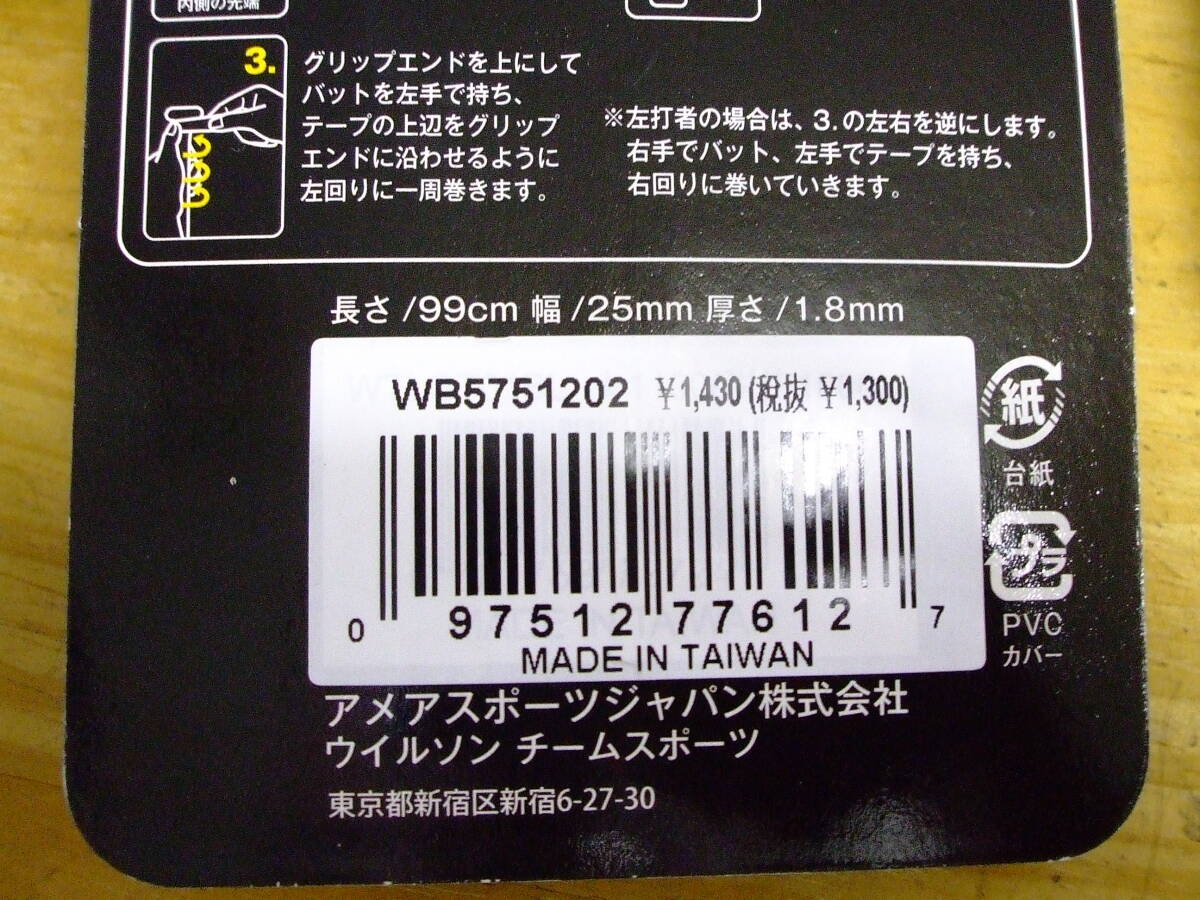 内側の先端
3.
グリップエンドを上にして
バットを左手で持ち、
テープの上辺をグリップ
エンドに沿わせるように
左回りに一周巻きます。
※左打者の場合は、3.の左右を逆にします。
右手でバット、左手でテープを持ち、
右回りに巻いていきます。
長さ/99cm 幅/25mm 厚さ/1.8mm
WB5751202 ¥1,430(税抜 ¥1,300)
0 97512 77612 7
MADE IN TAIWAN
紙
台紙
プラ
PVC
カバー
アメアスポーツジャパン株式会社
ウイルソン チームスポーツ
東京都新宿区新宿6-27-30